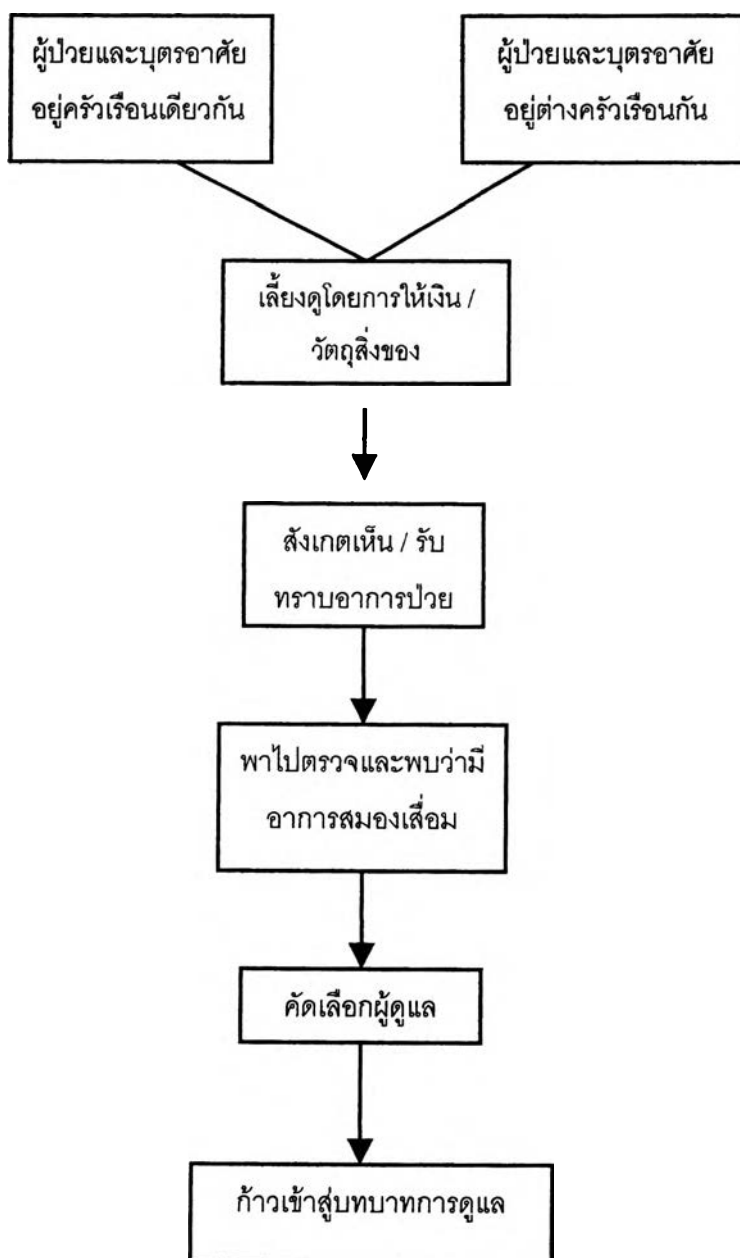 ผู้ป่วยและบุตรอาศัย
อยู่ครัวเรือนเดียวกัน
ผู้ป่วยและบุตรอาศัย
อยู่ต่างครัวเรือนกัน
เลี้ยงดูโดยการให้เงิน /
วัตถุสิ่งของ
สังเกตเห็น / รับ
ทราบอาการป่วย
พาไปตรวจและพบว่ามี
อาการสมองเสื่อม
คัดเลือกผู้ดูแล
ก้าวเข้าสู่บทบาทการดูแล